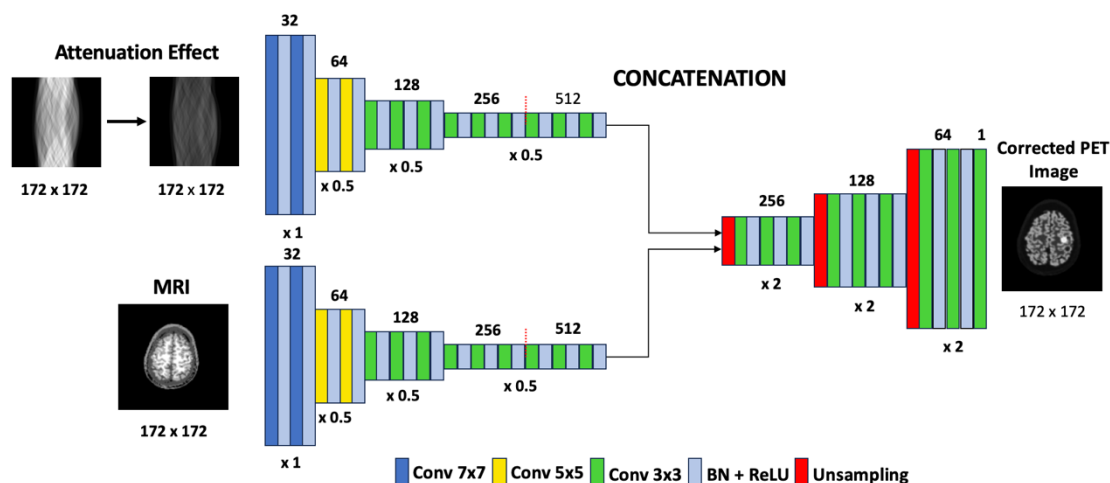 Attenuation Effect
172 x 172
172 x 172
32
x 1
64
x 0.5
128
x 0.5
256
512
x 0.5
MRI
172 x 172
32
x 1
64
x 0.5
128
x 0.5
256
512
x 0.5
CONCATENATION
256
x 2
128
x 2
64
1
x 2
Corrected PET
Image
172 x 172
Conv 7x7
Conv 5x5
Conv 3x3
BN + ReLU
Unsampling